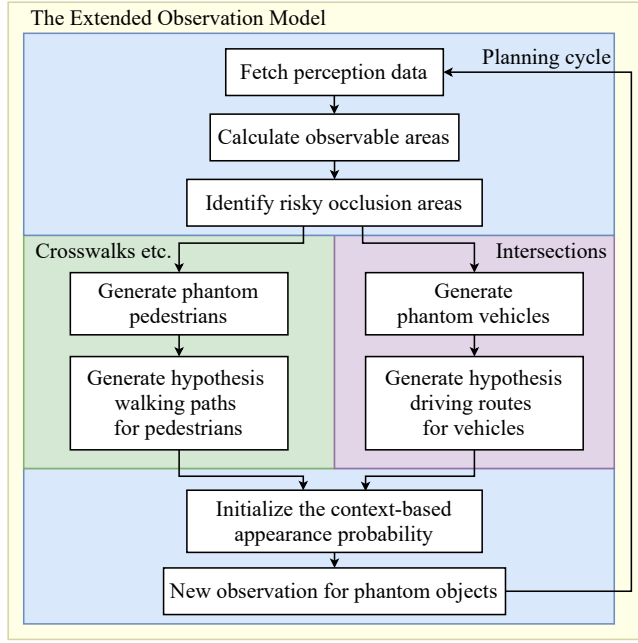 The Extended Observation Model
Planning cycle
Fetch perception data
Calculate observable areas
Identify risky occlusion areas
Crosswalks etc.
Intersections
Generate phantom
pedestrians
Generate
phantom vehicles
Generate hypothesis
walking paths
for pedestrians
Generate hypothesis
driving routes
for vehicles
Initialize the context-based
appearance probability
New observation for phantom objects